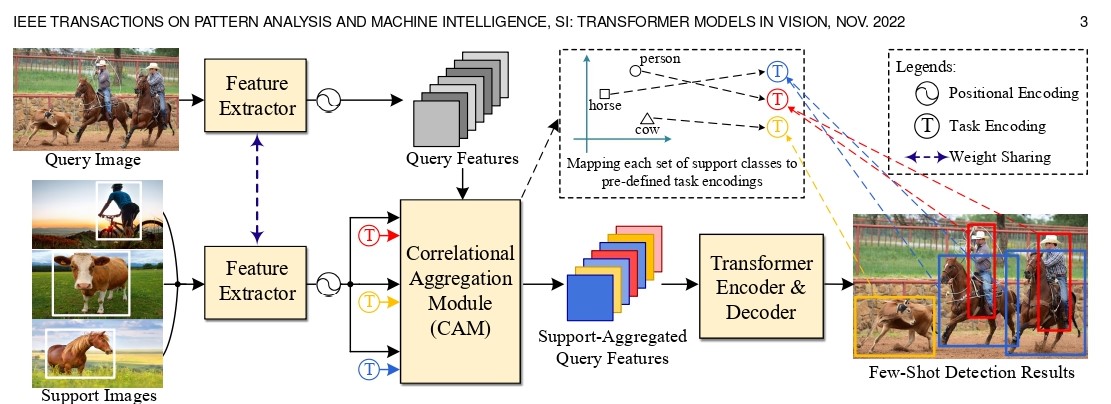 IEEE TRANSACTIONS ON PATTERN ANALYSIS AND MACHINE INTELLIGENCE, SI: TRANSFORMER MODELS IN VISION, NOV. 2022 3
Feature
Extractor
Query Image
Query Features
person
horse
cow
T
T
T
Mapping each set of support classes to
pre-defined task encodings
Legends:
Positional Encoding
T Task Encoding
Weight Sharing
Feature
Extractor
Support Images
T
T
T
Correlational
Aggregation
Module
(CAM)
Support-Aggregated
Query Features
Transformer
Encoder &
Decoder
Few-Shot Detection Results